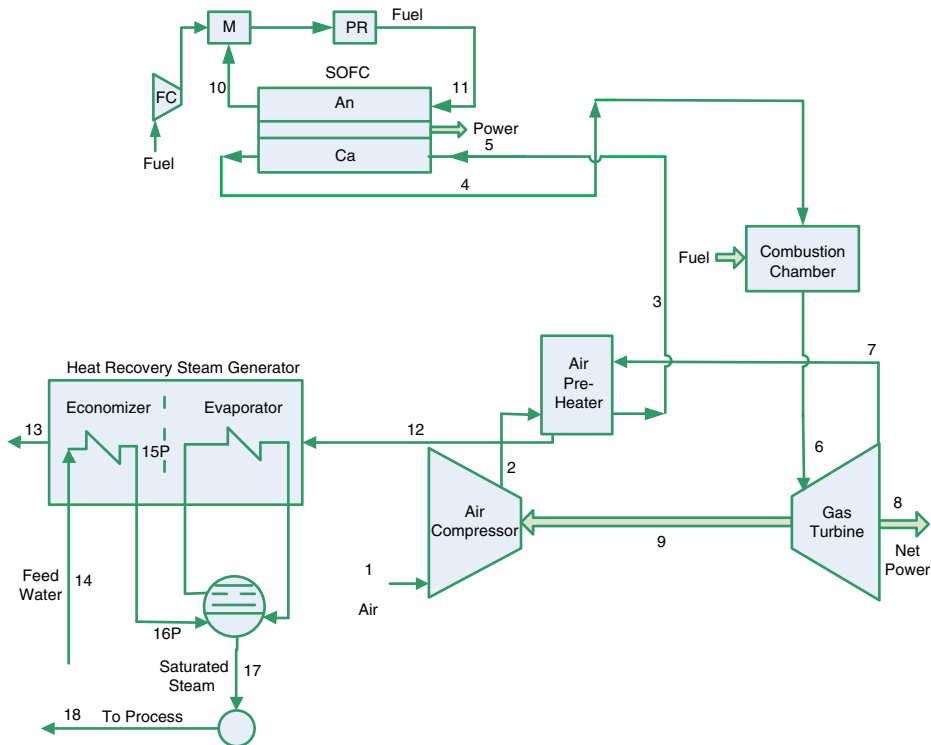 Fuel
M
PR
SOFC
10
11
FC
An
Power
Fuel
Ca
5
4
Fuel
Combustion
Chamber
3
7
Air
Pre-
Heater
Heat Recovery Steam Generator
Economizer
Evaporator
13
12
15P
2
6
Air
Compressor
Gas
Turbine
8
9
Net
Power
1
Air
Feed
Water
14
16P
Saturated
Steam
17
18
To Process